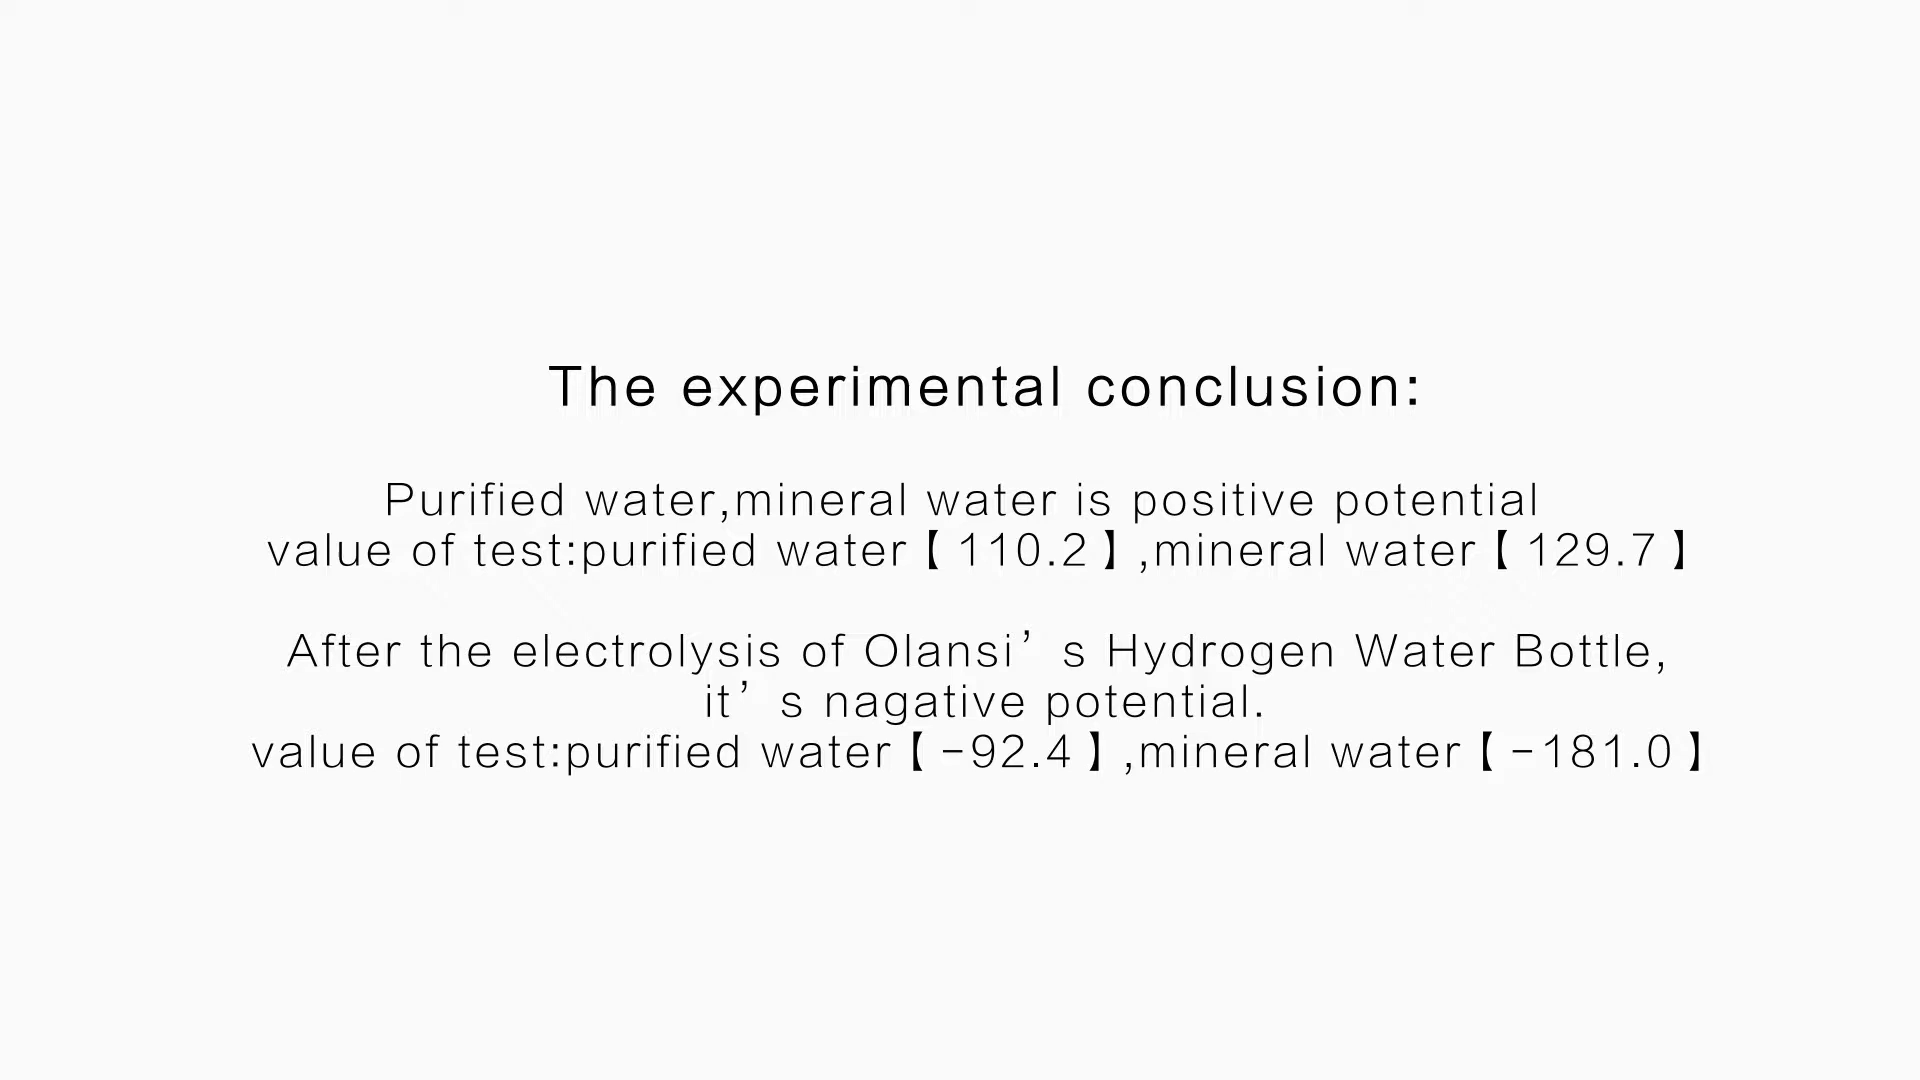 The experimental conclusion:
Purified water,mineral water is positive potential
value of test:purified water【110.2】,mineral water【129.7】
After the electrolysis of Olansi’s Hydrogen Water Bottle,
it’s nagative potential.
value of test:purified water【-92.4】,mineral water【-181.0】